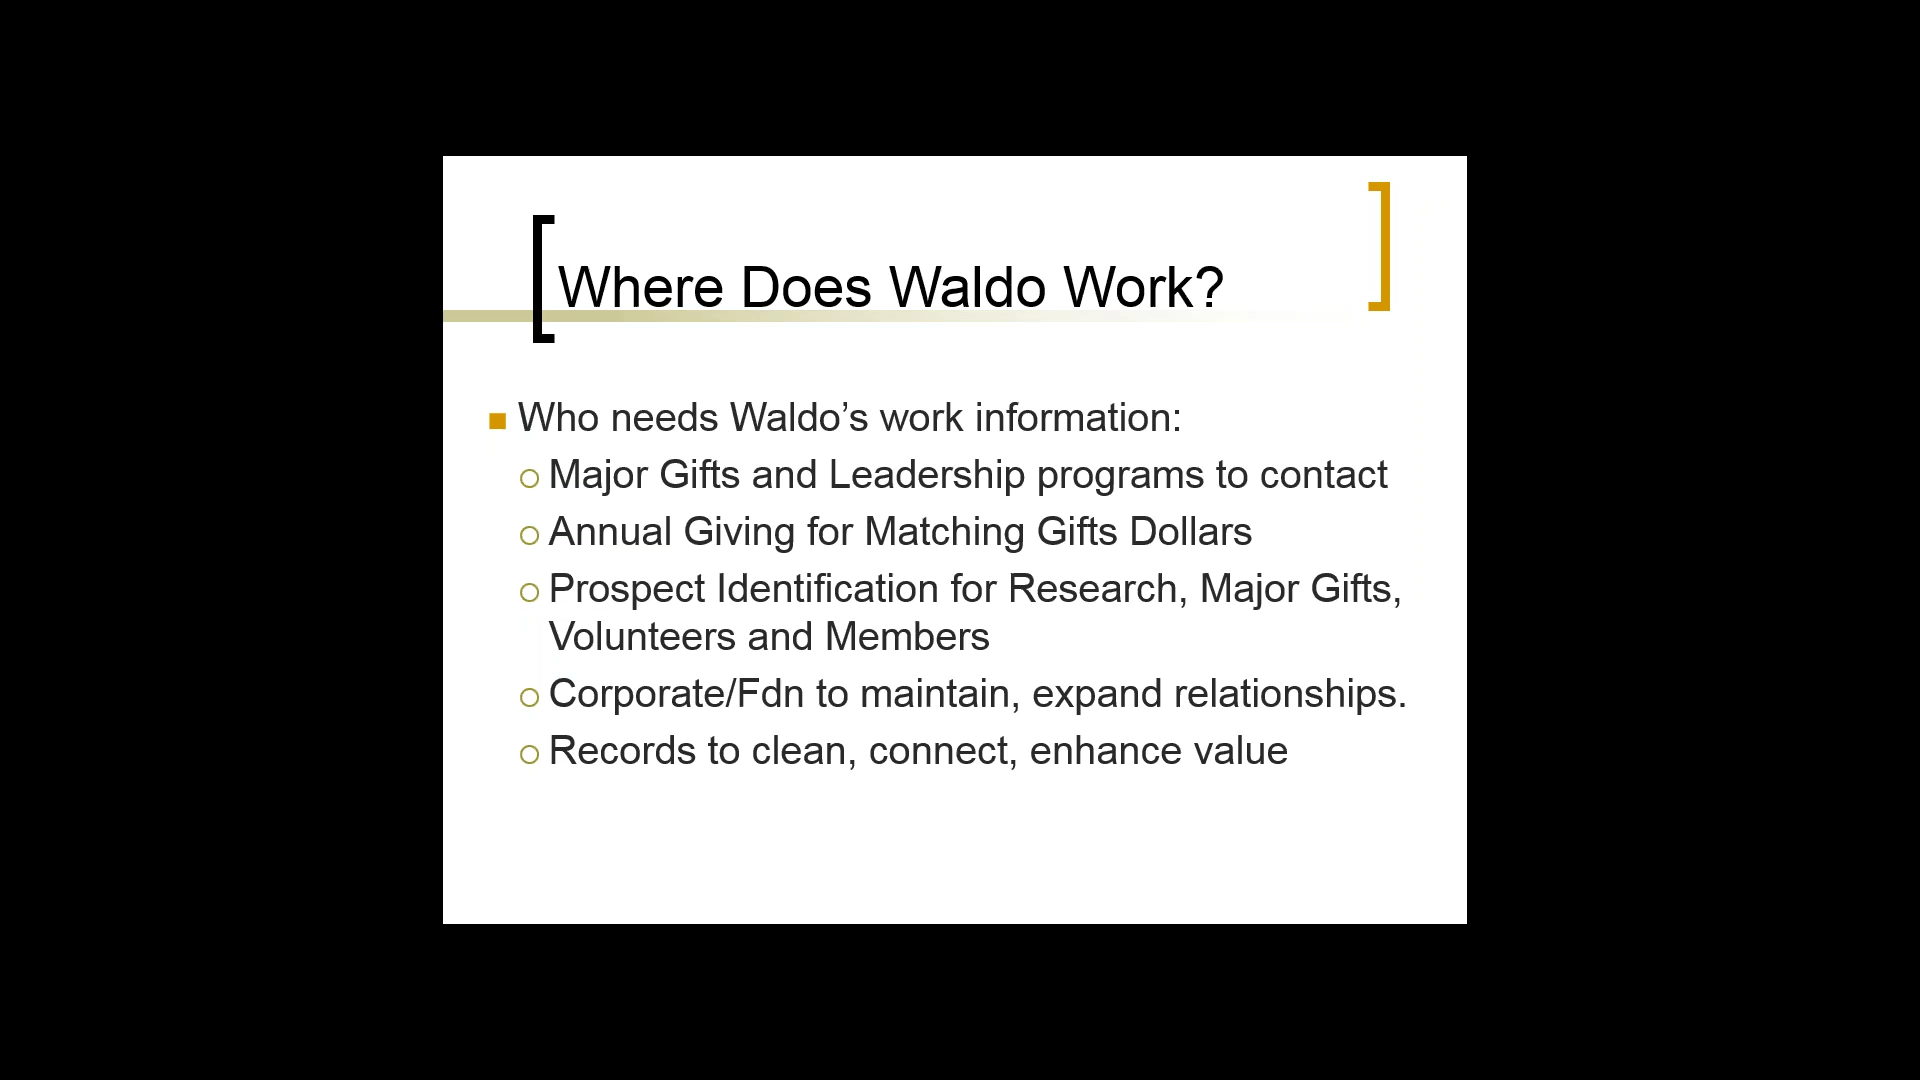 Where Does Waldo Work?
Who needs Waldo’s work information:
Major Gifts and Leadership programs to contact
Annual Giving for Matching Gifts Dollars
Prospect Identification for Research, Major Gifts,
Volunteers and Members
Corporate/Fdn to maintain, expand relationships.
Records to clean, connect, enhance value